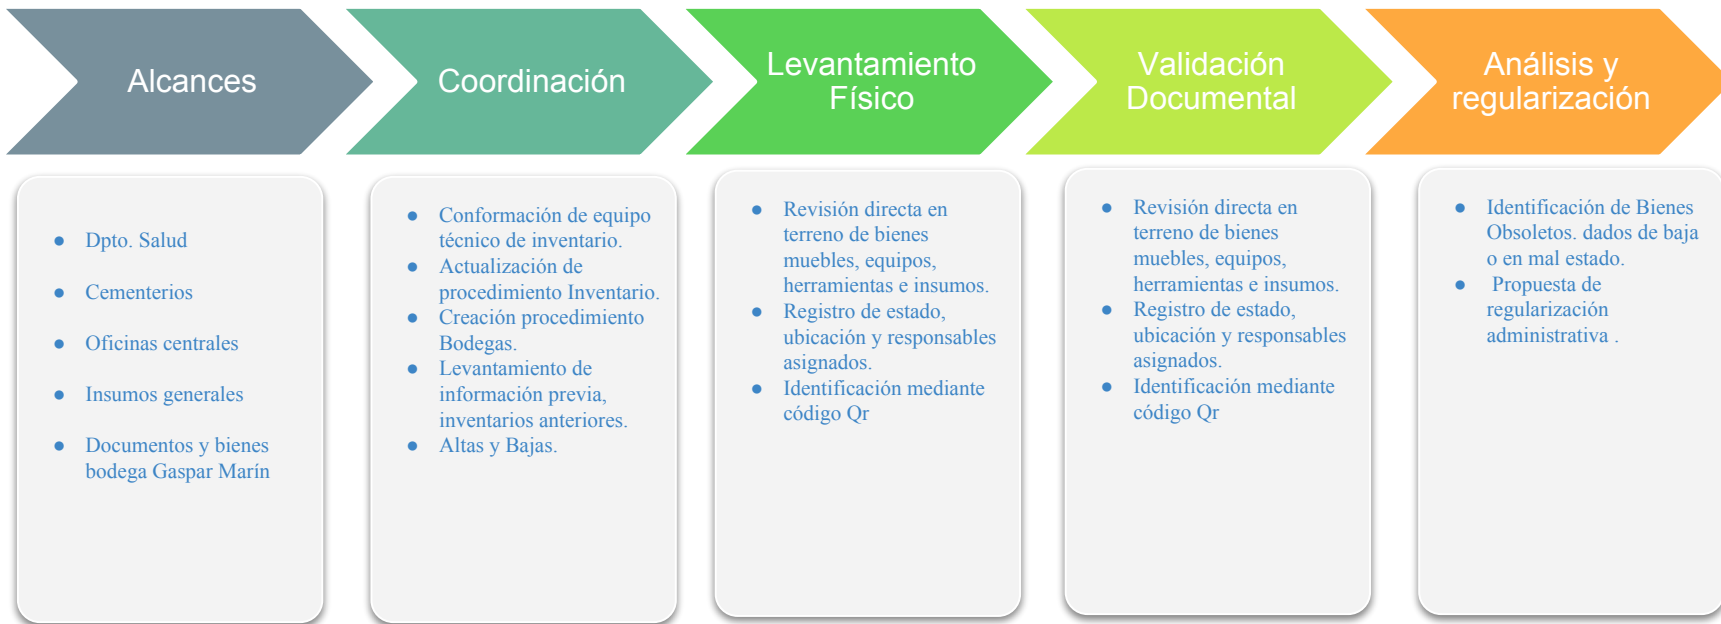 Alcances
Coordinación
Levantamiento
Físico
Validación
Documental
Análisis y
regularización
● Dpto. Salud
● Cementerios
● Oficinas centrales
● Insumos generales
● Documentos y bienes
bodega Gaspar Marín
● Conformación de equipo
técnico de inventario.
● Actualización de
procedimiento Inventario.
● Creación procedimiento
Bodegas.
● Levantamiento de
información previa,
inventarios anteriores.
● Altas y Bajas.
● Revisión directa en
terreno de bienes
muebles, equipos,
herramientas e insumos.
● Registro de estado,
ubicación y responsables
asignados.
● Identificación mediante
código Qr
● Revisión directa en
terreno de bienes
muebles, equipos,
herramientas e insumos.
● Registro de estado,
ubicación y responsables
asignados.
● Identificación mediante
código Qr
● Identificación de Bienes
Obsoletos. dados de baja
o en mal estado.
● Propuesta de
regularización
administrativa .